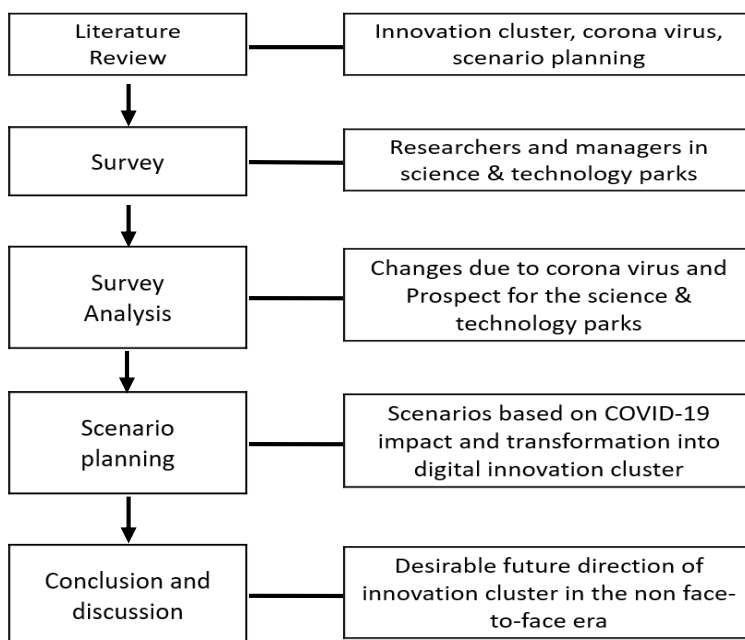 Literature
Review
Innovation cluster, corona virus,
scenario planning
Survey
Researchers and managers in
science & technology parks
Survey
Analysis
Changes due to corona virus and
Prospect for the science &
technology parks
Scenario
planning
Scenarios based on COVID-19
impact and transformation into
digital innovation cluster
Conclusion and
discussion
Desirable future direction of
innovation cluster in the non face-
to-face era